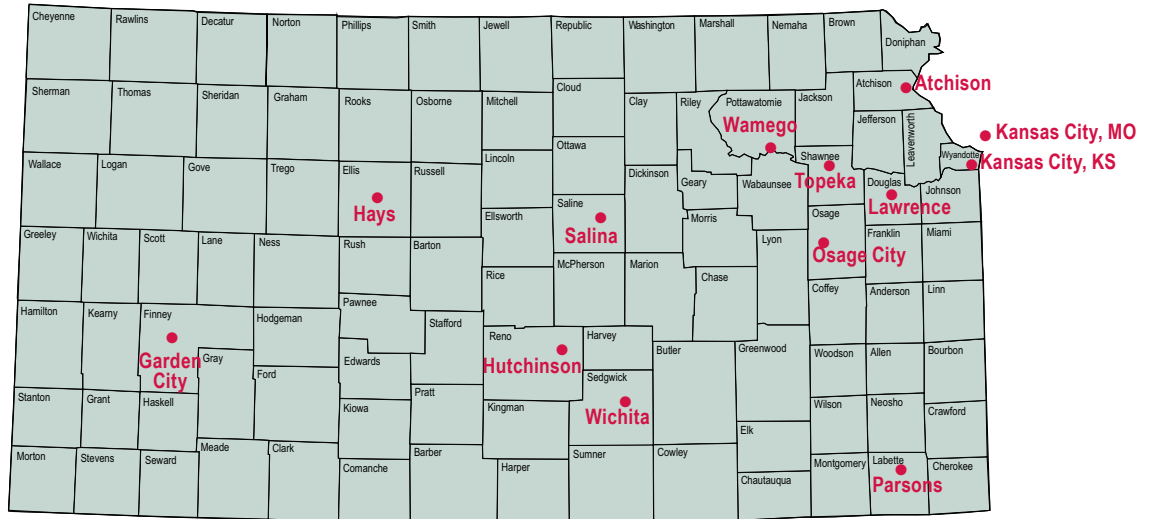 Cheyenne
Rawlins
Decatur
Norton
Phillips
Smith
Jewell
Republic
Washington
Marshall
Nemaha
Brown
Doniphan
Sherman
Thomas
Sheridan
Graham
Rooks
Osborne
Mitchell
Cloud
Clay
Riley
Pottawatomie
Jackson
Atchison
Atchison
Wamego
Jefferson
Leavenworth
Kansas City, MO
Wyandotte
Kansas City, KS
Wallace
Logan
Gove
Trego
Ellis
Russell
Lincoln
Ottawa
Dickinson
Geary
Wabaunsee
Shawnee
Topeka
Douglas
Lawrence
Johnson
Hays
Ellsworth
Saline
Salina
Morris
Lyon
Osage
Osage City
Franklin
Miami
Greeley
Wichita
Scott
Lane
Ness
Rush
Barton
Rice
McPherson
Marion
Chase
Coffey
Anderson
Linn
Hamilton
Kearny
Finney
Garden
City
Hodgeman
Pawnee
Stafford
Reno
Hutchinson
Harvey
Butler
Greenwood
Woodson
Allen
Bourbon
Gray
Ford
Edwards
Sedgwick
Wichita
Stanton
Grant
Haskell
Kiowa
Pratt
Kingman
Elk
Wilson
Neosho
Crawford
Morton
Stevens
Seward
Meade
Clark
Comanche
Barber
Harper
Sumner
Cowley
Chautauqua
Montgomery
Labette
Parsons
Cherokee